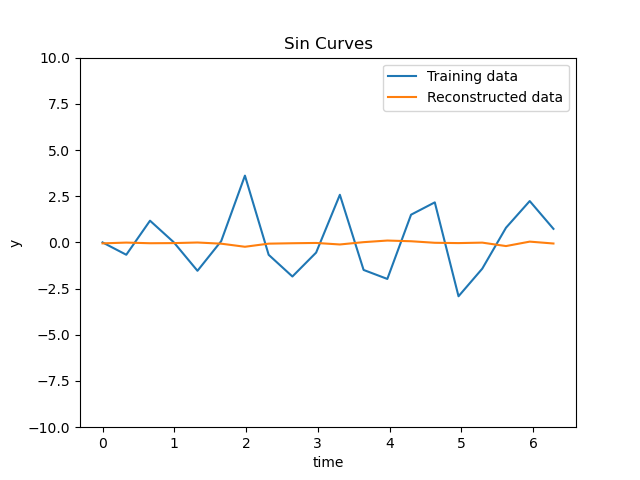 Sin Curves
Training data
Reconstructed data
10.0
7.5
5.0
2.5
0.0
−2.5
−5.0
−7.5
−10.0
y
0 1 2 3 4 5 6
time